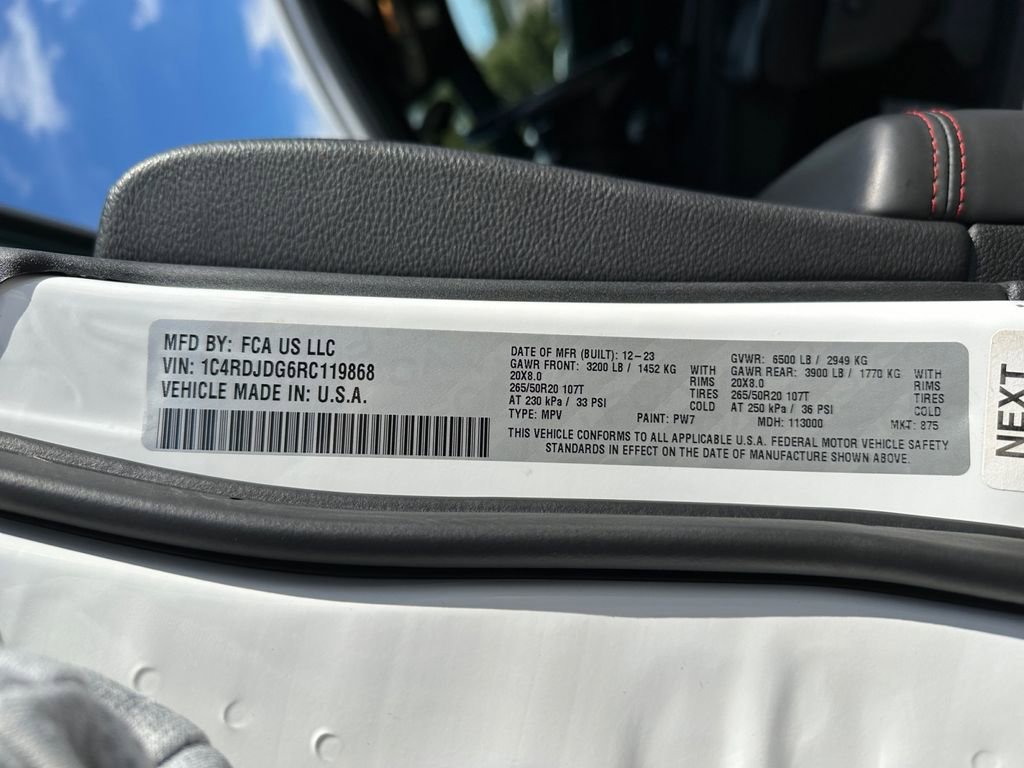 MFD BY: FCA US LLC
VIN: 1C4RDJDG6RC119868
VEHICLE MADE IN: U.S.A.
DATE OF MFR (BUILT): 12-23
GAWR FRONT: 3200 LB / 1452 KG WITH
20X8.0 RIMS
265/50R20 107T TIRES
AT 230 kPa / 33 PSI COLD
TYPE: MPV PAINT: PW7
GVWR: 6500 LB / 2949 KG
GAWR REAR: 3900 LB / 1770 KG WITH
20X8.0 RIMS
265/50R20 107T TIRES
AT 250 kPa / 36 PSI COLD
MDH: 113000 MKT: 875
THIS VEHICLE CONFORMS TO ALL APPLICABLE U.S.A. FEDERAL MOTOR VEHICLE SAFETY
STANDARDS IN EFFECT ON THE DATE OF MANUFACTURE SHOWN ABOVE.
NEXT